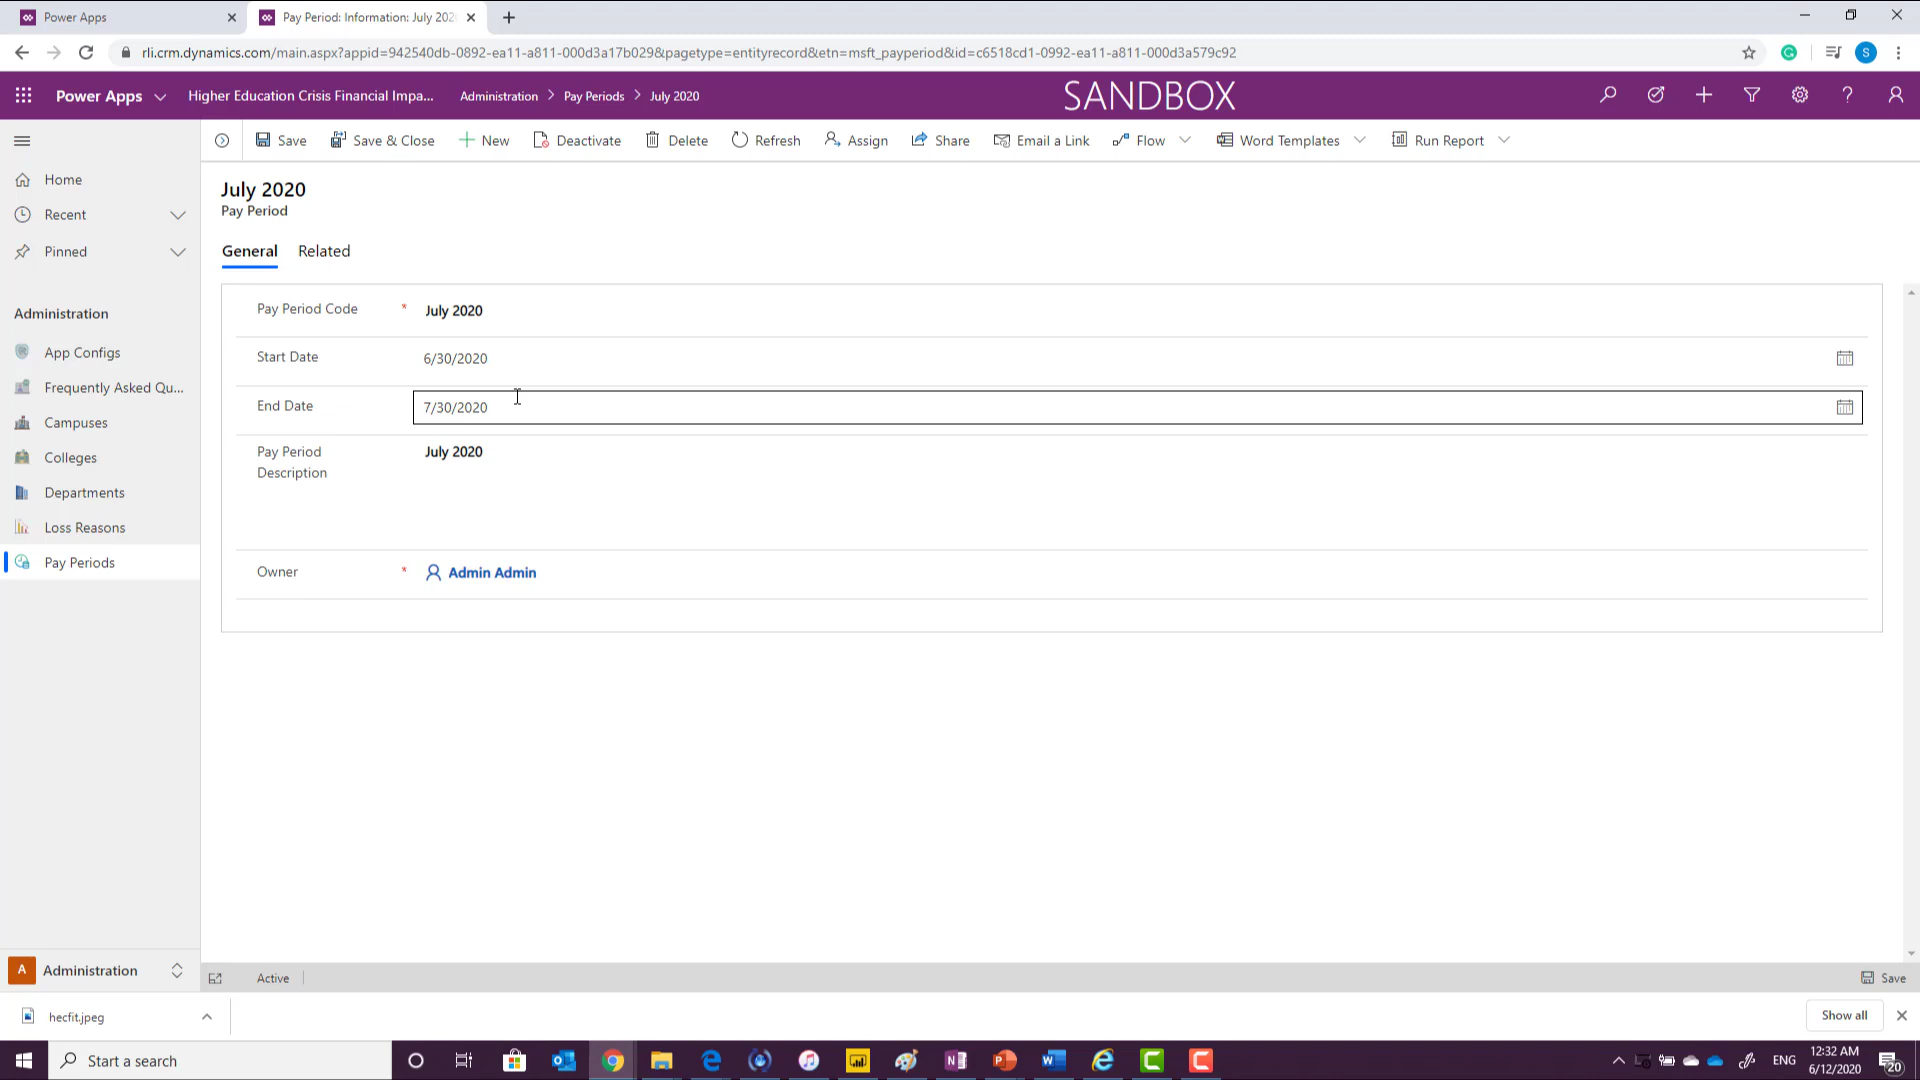 Power Apps
Pay Period: Information: July 202
rli.crm.dynamics.com/main.aspx?appid=942540db-0892-ea11-a811-000d3a17b029&pagetype=entityrecord&etn=msft_payperiod&id=c6518cd1-0992-ea11-a811-000d3a579c92
S
Power Apps
Higher Education Crisis Financial Impa...
Administration > Pay Periods > July 2020
SANDBOX
Save
Save & Close
New
Deactivate
Delete
Refresh
Assign
Share
Email a Link
Flow
Word Templates
Run Report
Home
Recent
Pinned
Administration
App Configs
Frequently Asked Qu...
Campuses
Colleges
Departments
Loss Reasons
Pay Periods
July 2020
Pay Period
General
Related
Pay Period Code * July 2020
Start Date 6/30/2020
End Date 7/30/2020
Pay Period July 2020
Description
Owner * Admin Admin
A Administration
Active
Save
hecfit.jpeg
Show all
Start a search
ENG
12:32 AM
6/12/2020
20